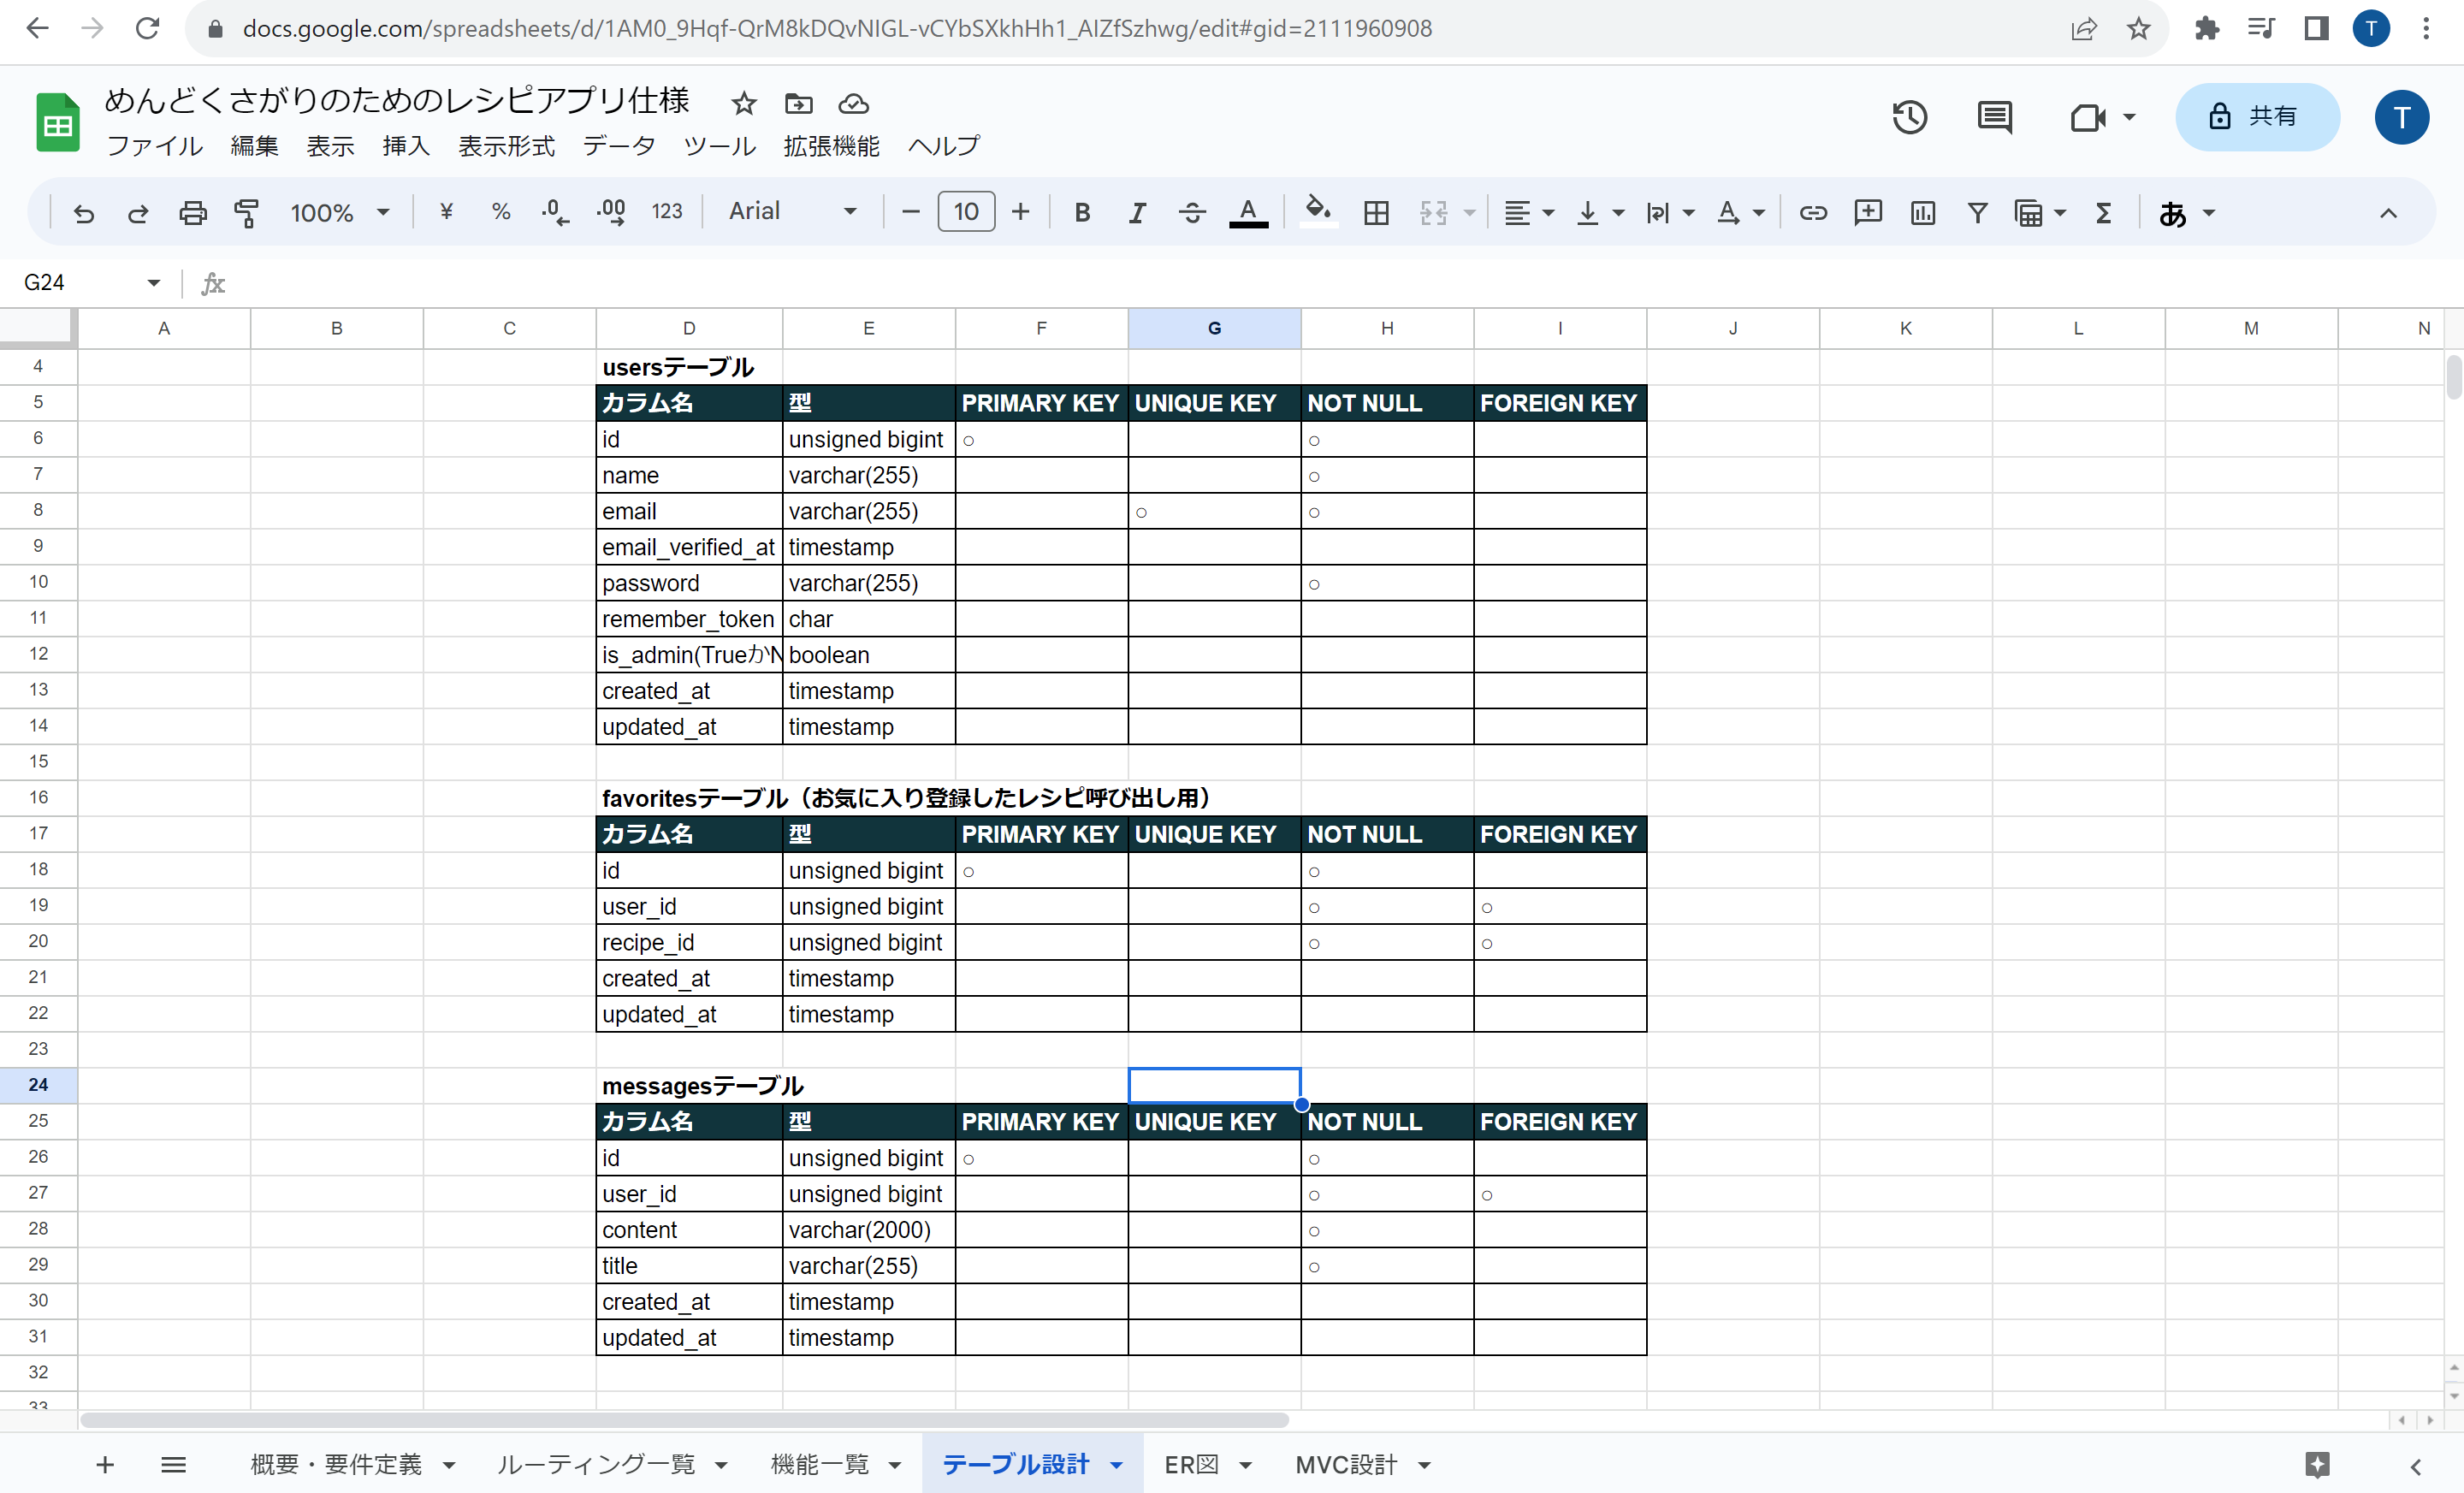 docs.google.com/spreadsheets/d/1AM0_9Hqf-QrM8kDQvNIGL-vCYbSXkhHh1_AIZfSzhwg/edit#gid=2111960908
T
めんどくさがりのためのレシピアプリ仕様
ファイル 編集 表示 挿入 表示形式 データ ツール 拡張機能 ヘルプ
共有
T
100% ¥ % .0 .00 123 Arial 10 B I A あ
G24 fx
A B C D E F G H I J K L M N
4 usersテーブル
5 カラム名 型 PRIMARY KEY UNIQUE KEY NOT NULL FOREIGN KEY
6 id unsigned bigint ○ ○
7 name varchar(255) ○
8 email varchar(255) ○ ○
9 email_verified_at timestamp
10 password varchar(255) ○
11 remember_token char
12 is_admin(TrueかN boolean
13 created_at timestamp
14 updated_at timestamp
15
16 favoritesテーブル（お気に入り登録したレシピ呼び出し用）
17 カラム名 型 PRIMARY KEY UNIQUE KEY NOT NULL FOREIGN KEY
18 id unsigned bigint ○ ○
19 user_id unsigned bigint ○ ○
20 recipe_id unsigned bigint ○ ○
21 created_at timestamp
22 updated_at timestamp
23
24 messagesテーブル
25 カラム名 型 PRIMARY KEY UNIQUE KEY NOT NULL FOREIGN KEY
26 id unsigned bigint ○ ○
27 user_id unsigned bigint ○ ○
28 content varchar(2000) ○
29 title varchar(255) ○
30 created_at timestamp
31 updated_at timestamp
32
33
概要・要件定義 ルーティング一覧 機能一覧 テーブル設計 ER図 MVC設計